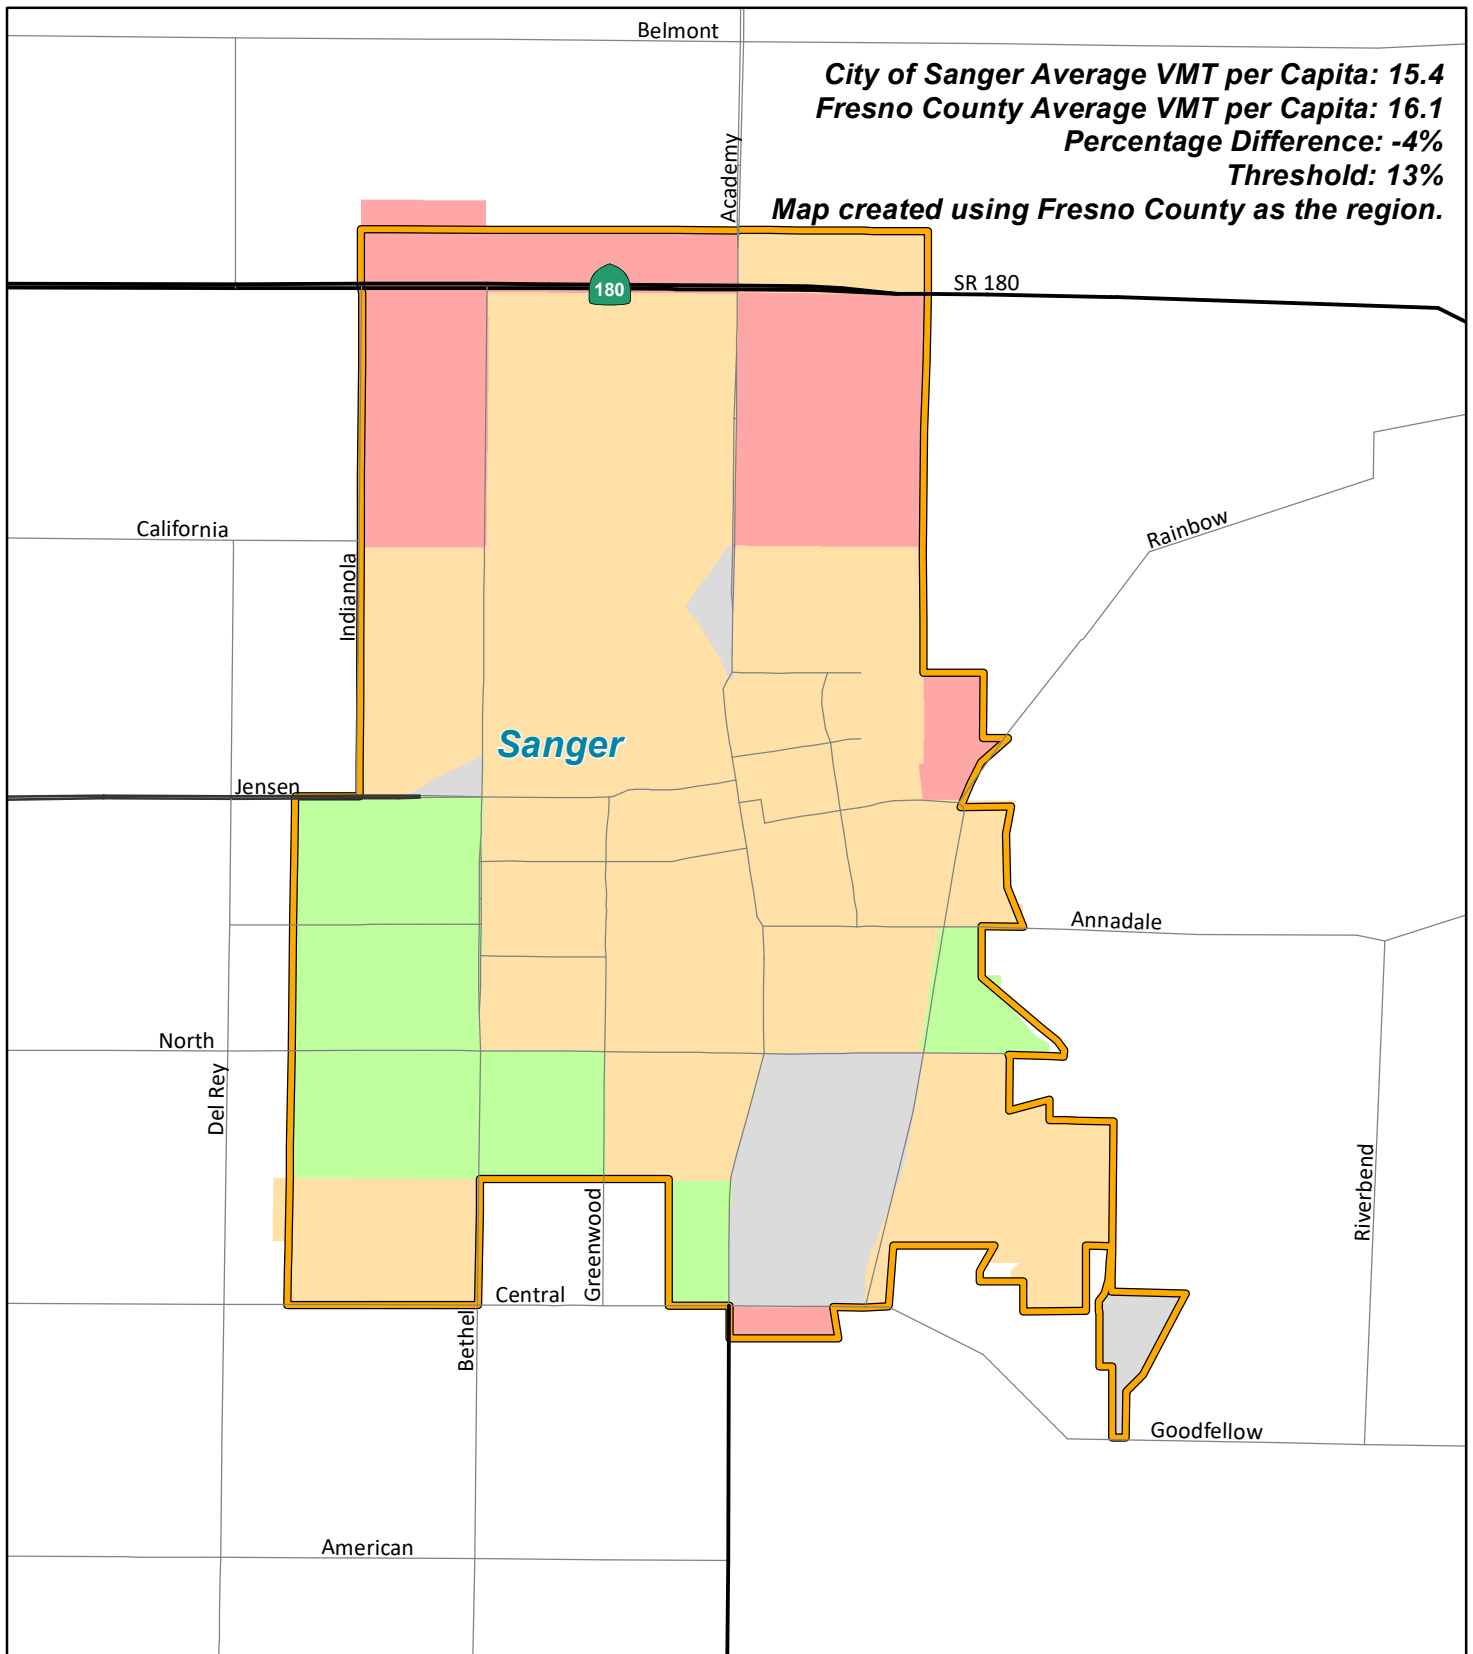 Belmont
City of Sanger Average VMT per Capita: 15.4
Fresno County Average VMT per Capita: 16.1
Percentage Difference: -4%
Threshold: 13%
Map created using Fresno County as the region.
Academy
180
SR 180
California
Indianola
Rainbow
Sanger
Jensen
Annadale
North
Del Rey
Greenwood
Riverbend
Central
Bethel
Goodfellow
American